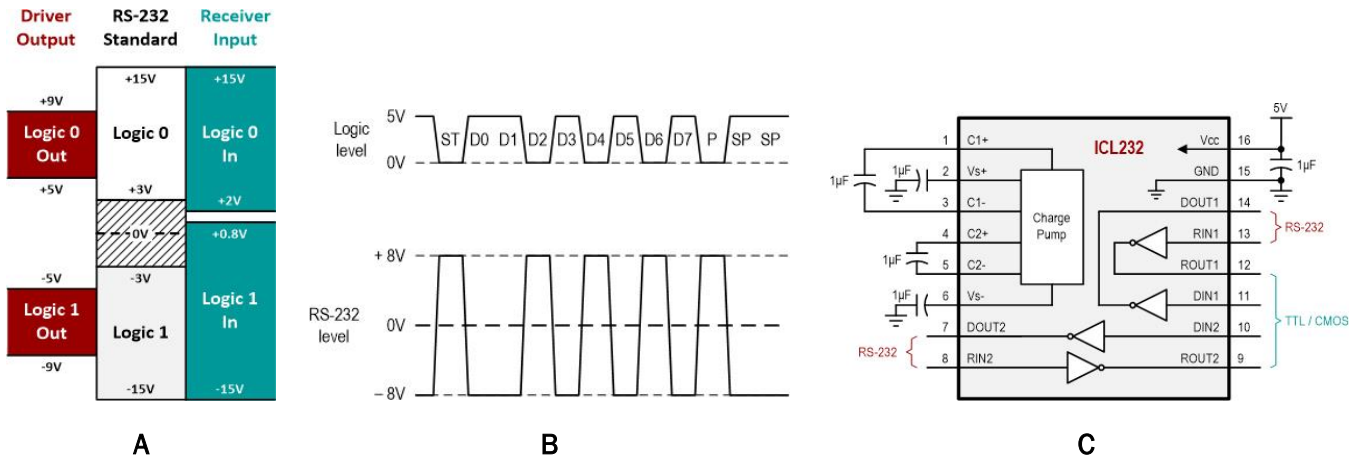 Driver
Output
RS-232
Standard
Receiver
Input
+15V
+15V
+9V
Logic 0
Out
Logic 0
Logic 0
In
+5V
+3V
+2V
0V
+0.8V
-5V
-3V
Logic 1
Out
Logic 1
Logic 1
In
-9V
-15V
-15V
A
Logic
level
5V
0V
ST D0 D1 D2 D3 D4 D5 D6 D7 P SP SP
RS-232
level
+ 8V
0V
– 8V
B
5V
ICL232
1 C1+
Vcc 16
1µF
1µF
2 Vs+
GND 15
1µF
3 C1-
DOUT1 14
Charge
Pump
RS-232
4 C2+
RIN1 13
1µF
5 C2-
ROUT1 12
1µF
6 Vs-
DIN1 11
TTL / CMOS
7 DOUT2
DIN2 10
RS-232
8 RIN2
ROUT2 9
C